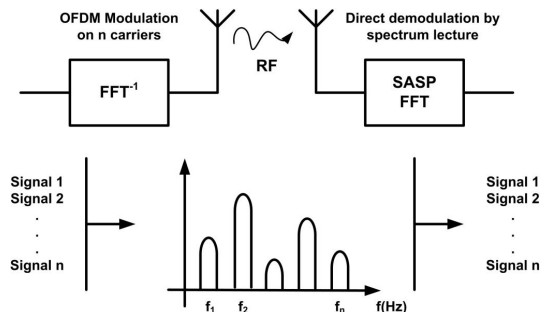 OFDM Modulation
on n carriers
Direct demodulation by
spectrum lecture
FFT-1
RF
SASP
FFT
Signal 1
Signal 2
.
.
.
Signal n
Signal 1
Signal 2
.
.
.
Signal n
f1 f2 fn f(Hz)